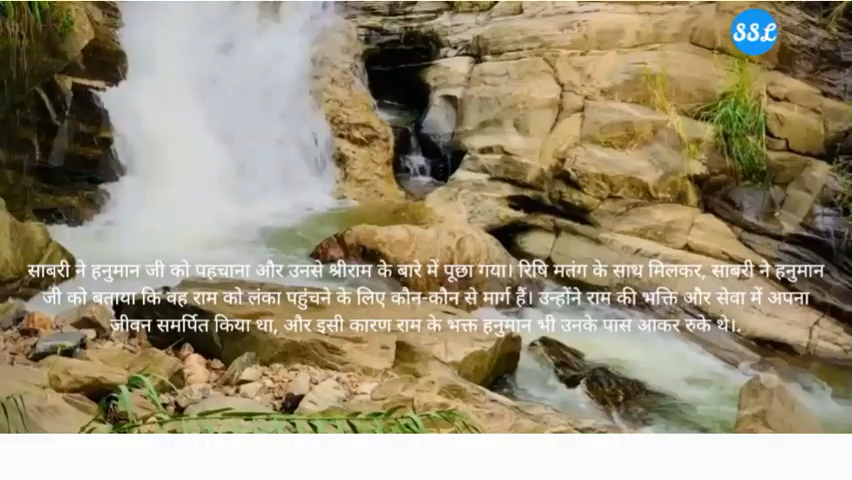 SSL
साबरी ने हनुमान जी को पहचाना और उनसे श्रीराम के बारे में पूछा गया। रिषि मतंग के साथ मिलकर, साबरी ने हनुमान
जी को बताया कि वह राम को लंका पहुंचने के लिए कौन-कौन से मार्ग हैं। उन्होंने राम की भक्ति और सेवा में अपना
जीवन समर्पित किया था, और इसी कारण राम के भक्त हनुमान भी उनके पास आकर रुके थे।.